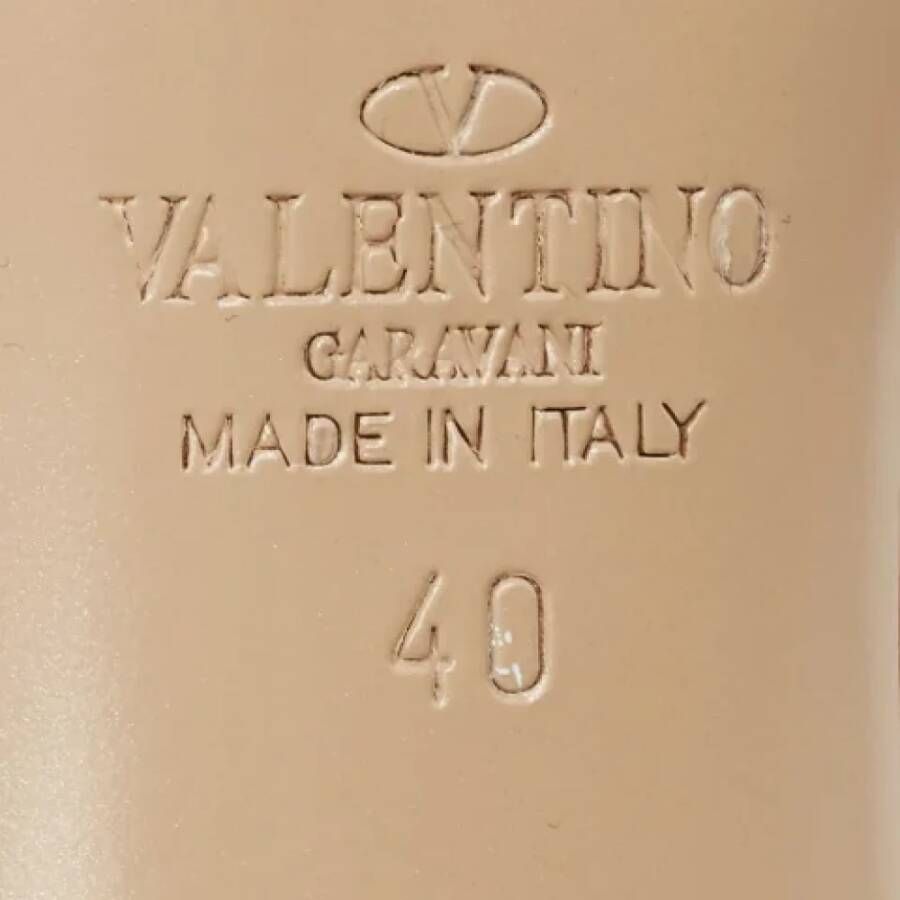 V
VALENTINO
GARAVANI
MADE IN ITALY
40